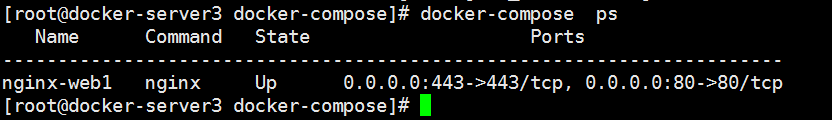 [root@docker-server3 docker-compose]# docker-compose  ps
   Name       Command   State                    Ports
----------------------------------------------------------------------
nginx-web1   nginx     Up      0.0.0.0:443->443/tcp, 0.0.0.0:80->80/tcp
[root@docker-server3 docker-compose]#